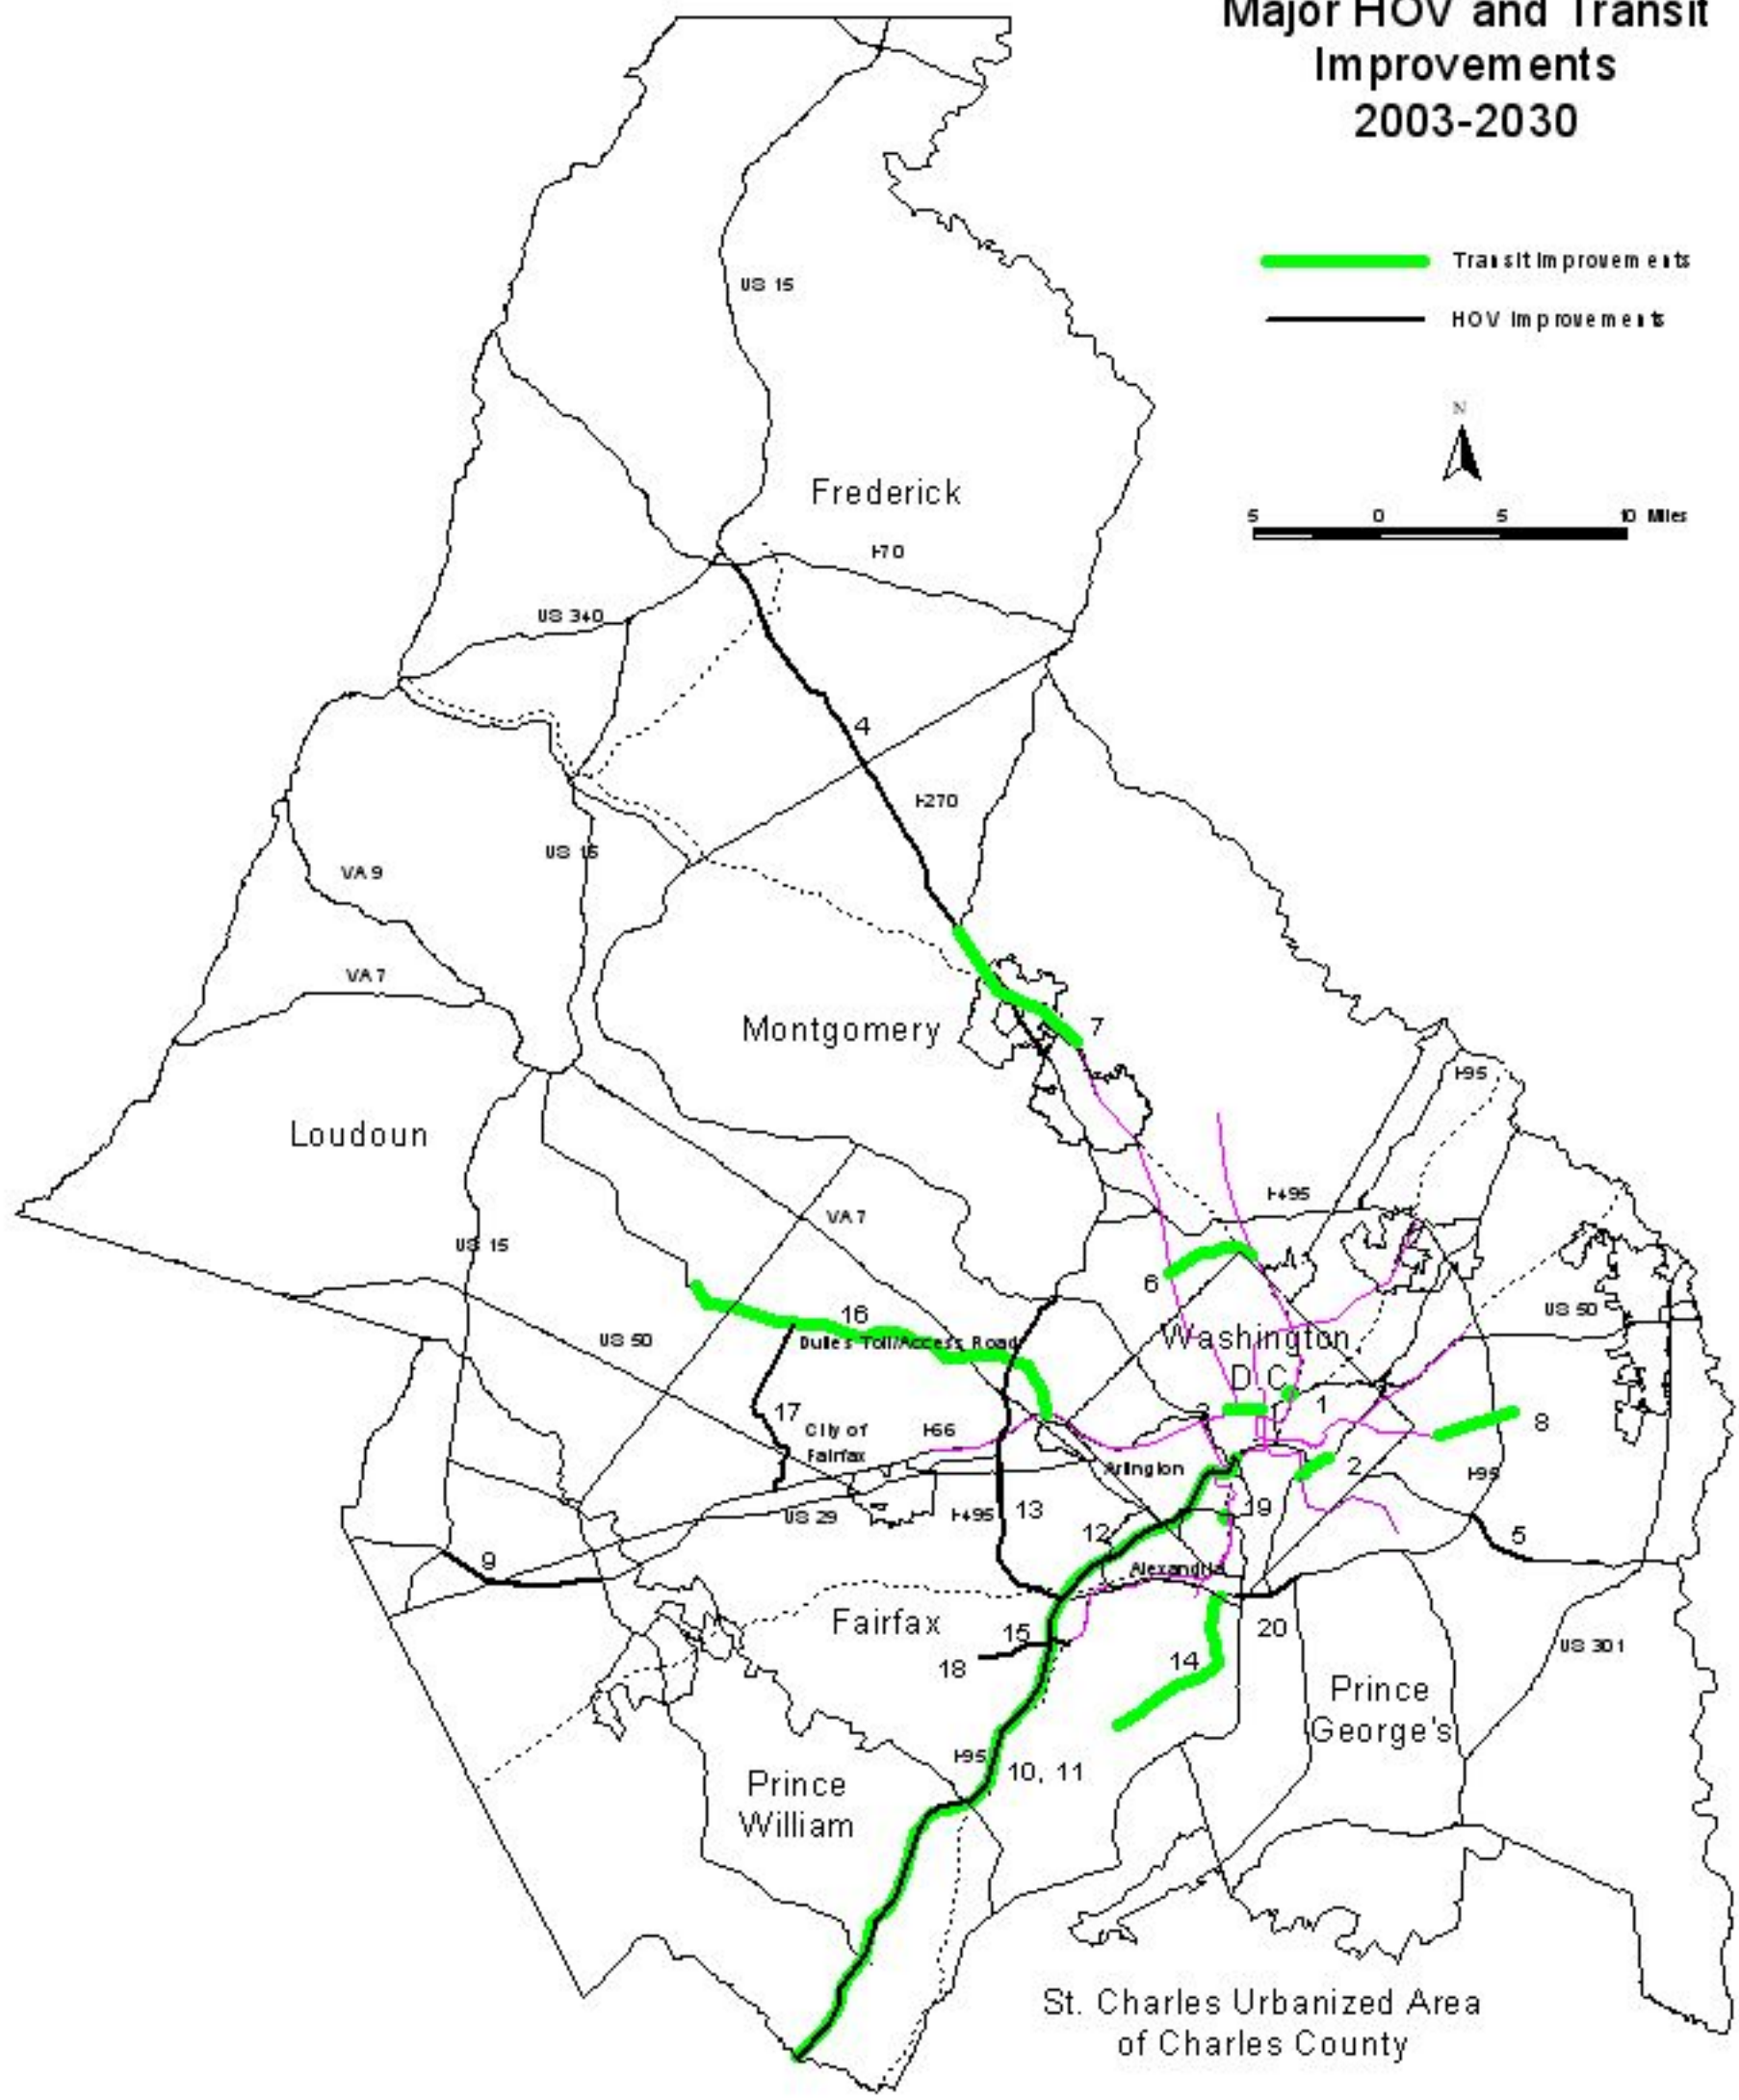 Major HOV and Transit
Improvements
2003-2030
Transit Improvements
HOV Improvements
N
5 0 5 10 Miles
US 15
Frederick
I-70
US 340
4
I-270
US 15
VA 9
VA 7
Montgomery
7
I-95
Loudoun
I-495
VA 7
US 15
6
16
US 50
US 50
Dulles Toll/Access Road
Washington
D.C.
17
3
1
8
City of
Fairfax
I-66
Arlington
2
I-95
US 29
I-495
13
19
12
5
9
Alexandria
Fairfax
15
20
18
14
US 301
Prince
George's
I-95
10, 11
Prince
William
St. Charles Urbanized Area
of Charles County